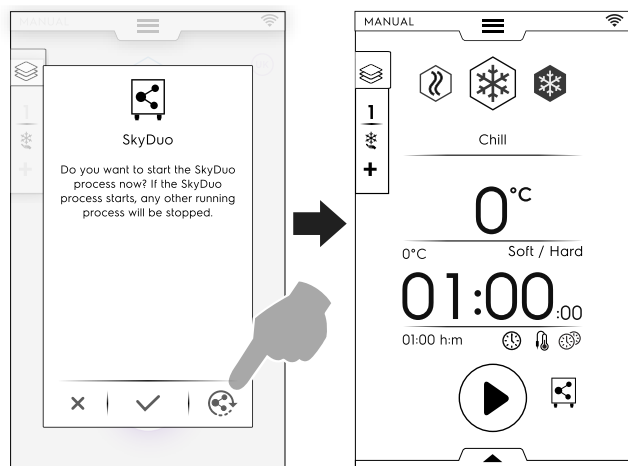 MANUAL
1
SkyDuo
Do you want to start the SkyDuo
process now? If the SkyDuo
process starts, any other running
process will be stopped.
+
MANUAL
1
+
Chill
0°C
0°C Soft / Hard
01:00:00
01:00 h:m